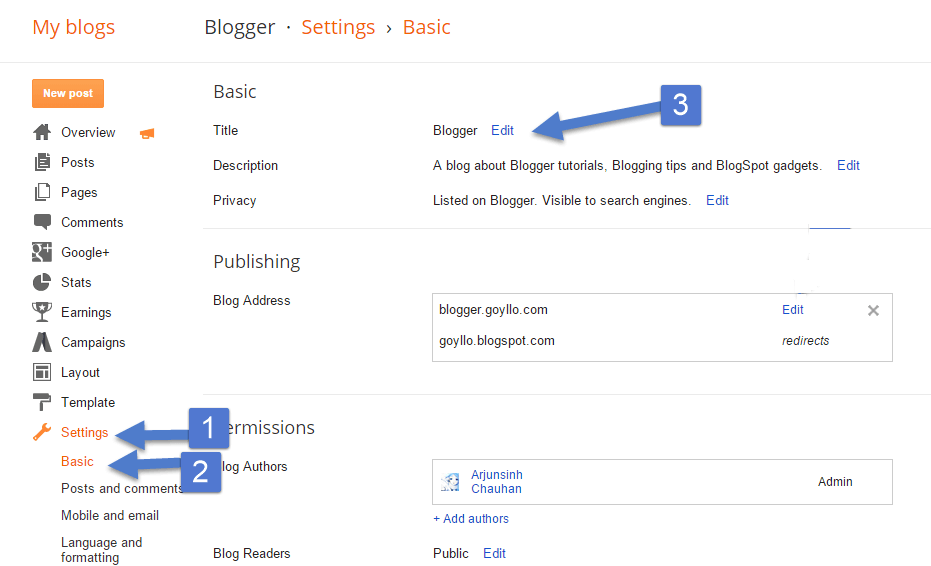 My blogs
Blogger · Settings › Basic
New post
Overview
Posts
Pages
Comments
Google+
Stats
Earnings
Campaigns
Layout
Template
Settings
Basic
Posts and comments
Mobile and email
Language and
formatting
1
2
Basic
Title Blogger Edit
3
Description A blog about Blogger tutorials, Blogging tips and BlogSpot gadgets. Edit
Privacy Listed on Blogger. Visible to search engines. Edit
Publishing
Blog Address
blogger.goyllo.com Edit
goyllo.blogspot.com redirects
ermissions
log Authors
Arjunsinh
Chauhan
Admin
+ Add authors
Blog Readers Public Edit